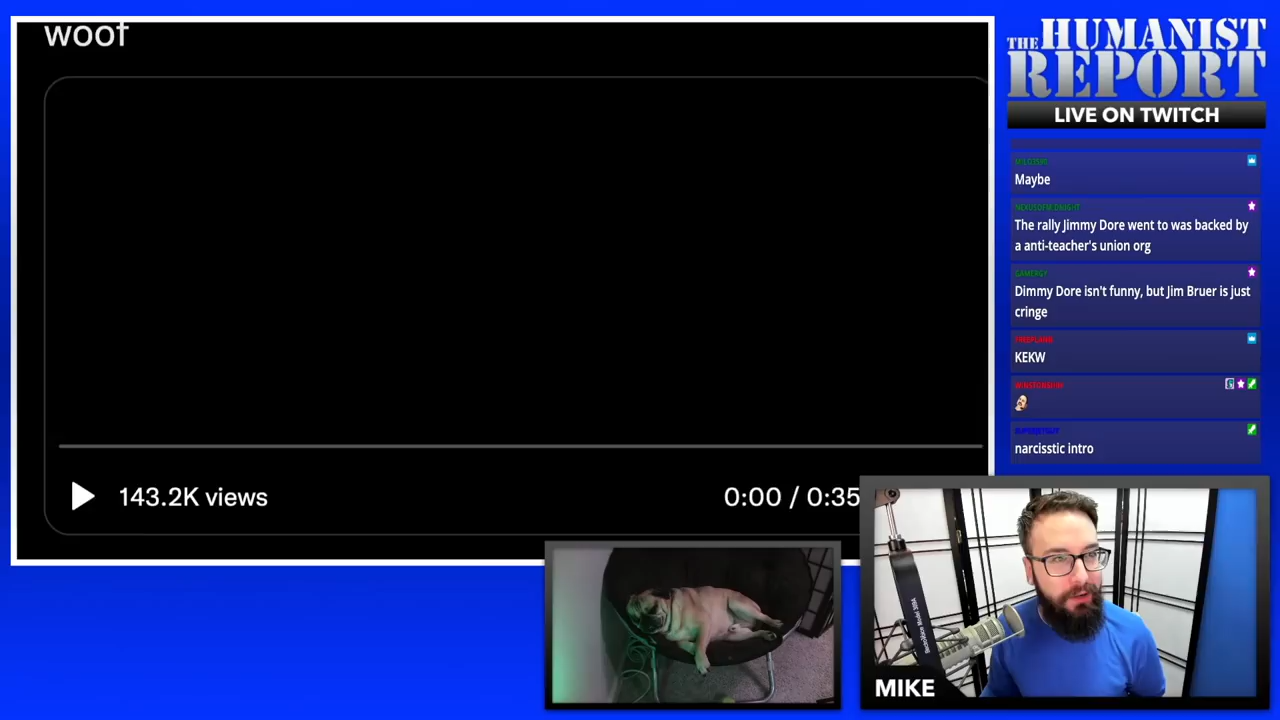 woof
143.2K views
0:00 / 0:35
THE HUMANIST
REPORT
LIVE ON TWITCH
Maybe
The rally Jimmy Dore went to was backed by
a anti-teacher's union org
Dimmy Dore isn't funny, but Jim Bruer is just
cringe
KEKW
narcisstic intro
MIKE